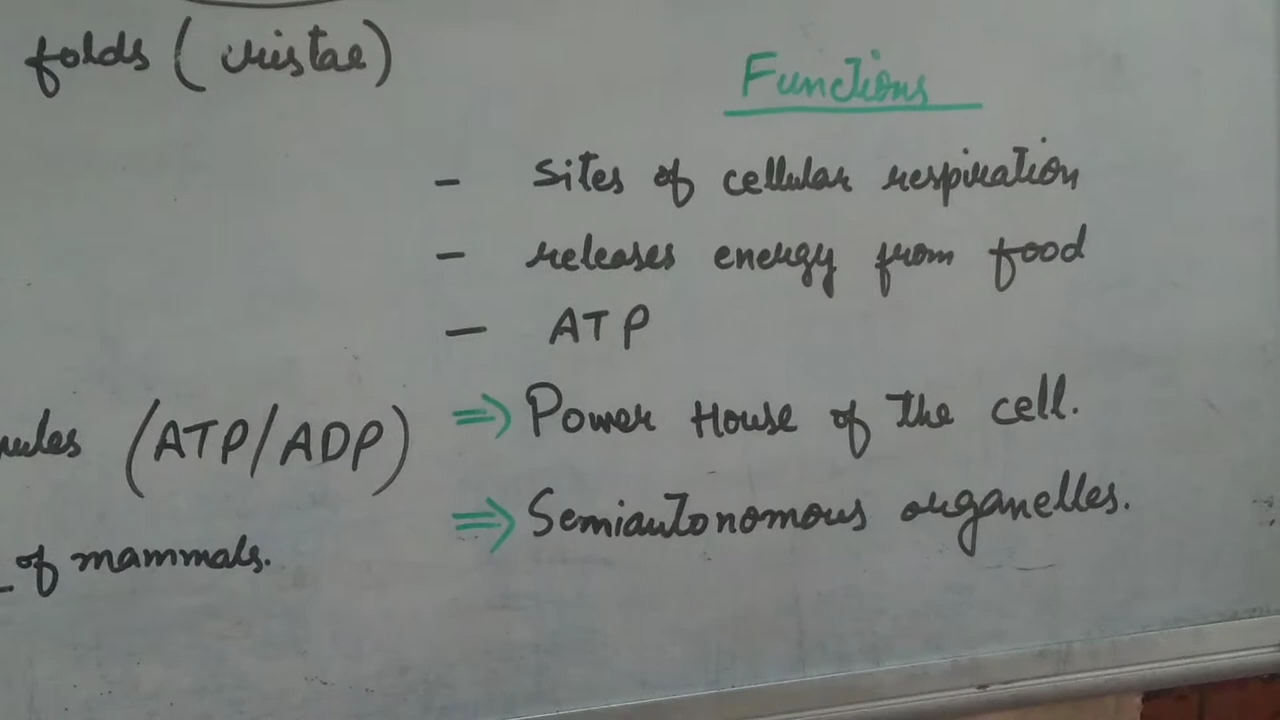 folds (cristae)
Functions
- sites of cellular respiration
- releases energy from food
- ATP
(ATP/ADP)
⇒ Power House of the cell.
⇒ Semiautonomous organelles.
of mammals.